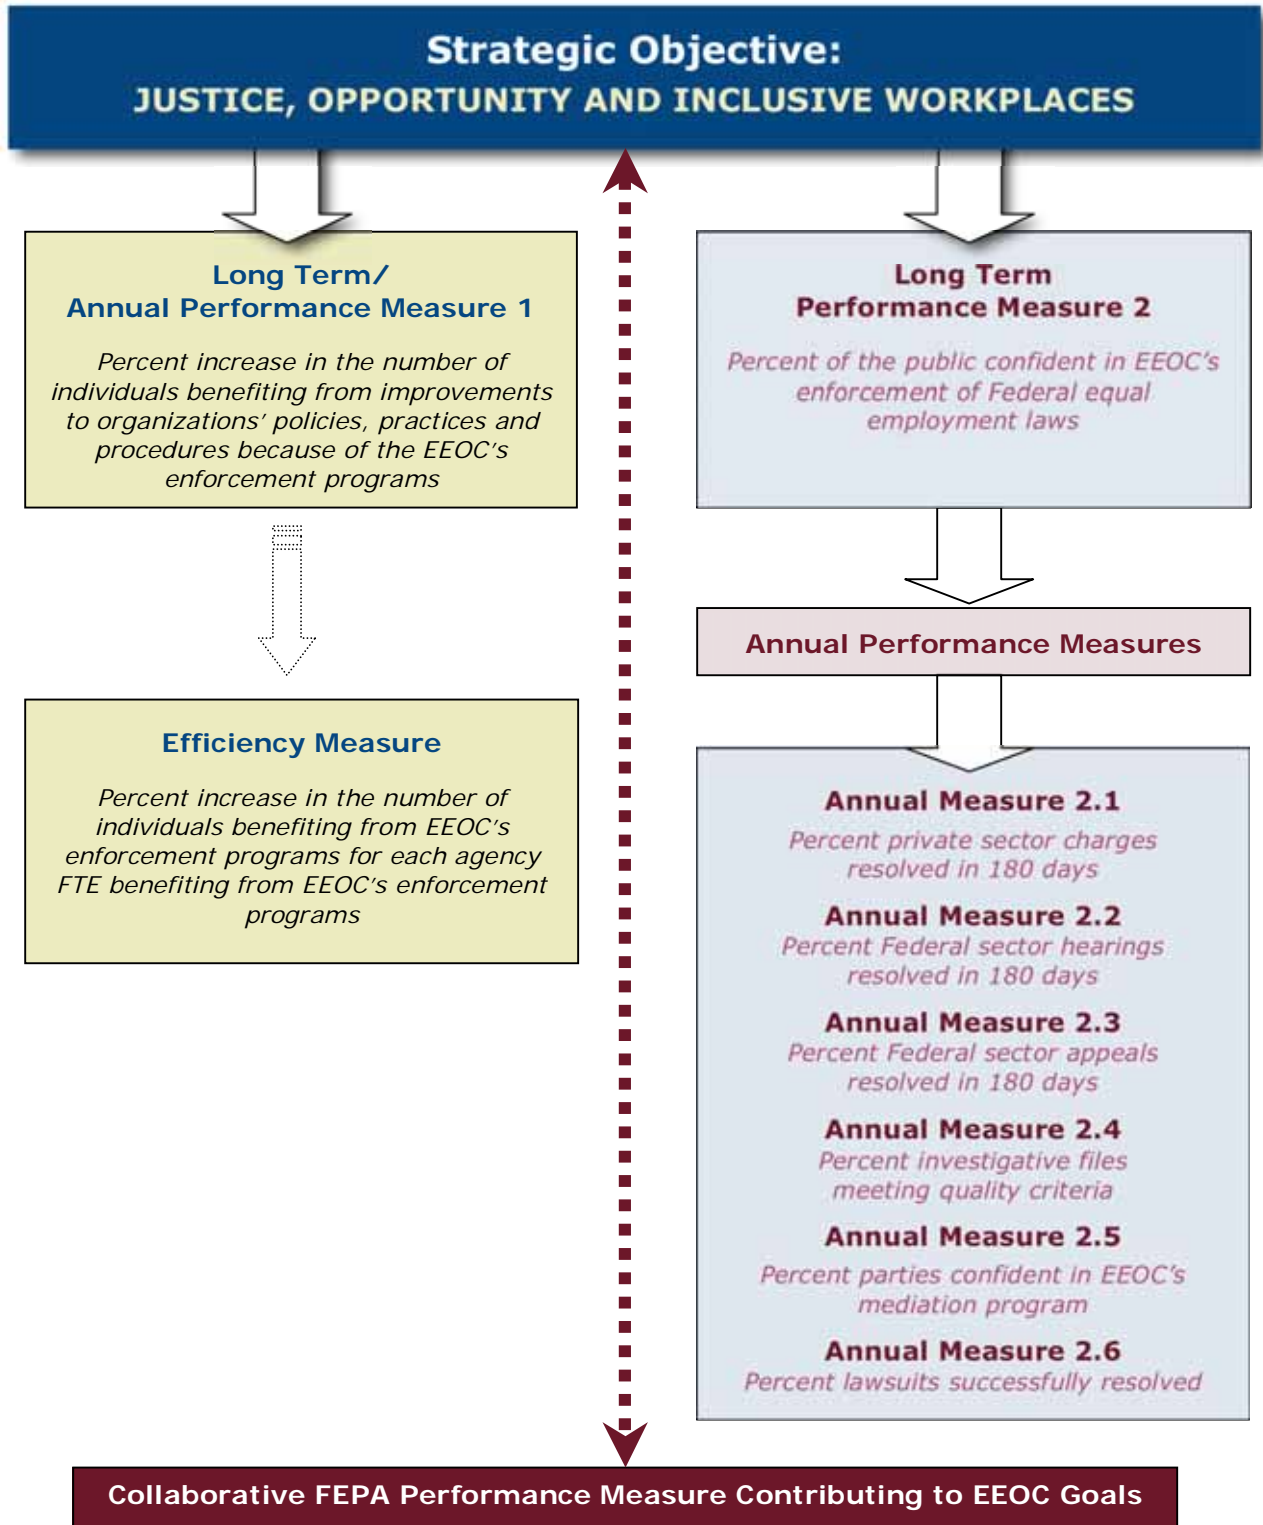 Strategic Objective:
JUSTICE, OPPORTUNITY AND INCLUSIVE WORKPLACES
Long Term/
Annual Performance Measure 1
Percent increase in the number of
individuals benefiting from improvements
to organizations’ policies, practices and
procedures because of the EEOC’s
enforcement programs
Efficiency Measure
Percent increase in the number of
individuals benefiting from EEOC’s
enforcement programs for each agency
FTE benefiting from EEOC’s enforcement
programs
Long Term
Performance Measure 2
Percent of the public confident in EEOC’s
enforcement of Federal equal
employment laws
Annual Performance Measures
Annual Measure 2.1
Percent private sector charges
resolved in 180 days
Annual Measure 2.2
Percent Federal sector hearings
resolved in 180 days
Annual Measure 2.3
Percent Federal sector appeals
resolved in 180 days
Annual Measure 2.4
Percent investigative files
meeting quality criteria
Annual Measure 2.5
Percent parties confident in EEOC’s
mediation program
Annual Measure 2.6
Percent lawsuits successfully resolved
Collaborative FEPA Performance Measure Contributing to EEOC Goals